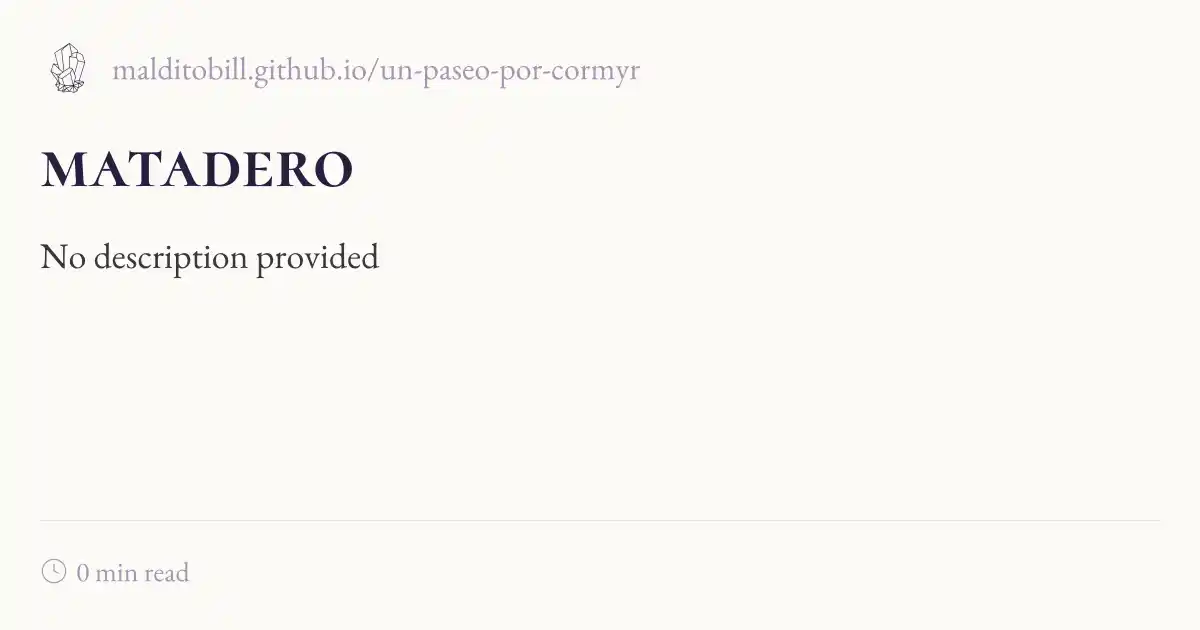 malditobill.github.io/un-paseo-por-cormyr
MATADERO
No description provided
0 min read